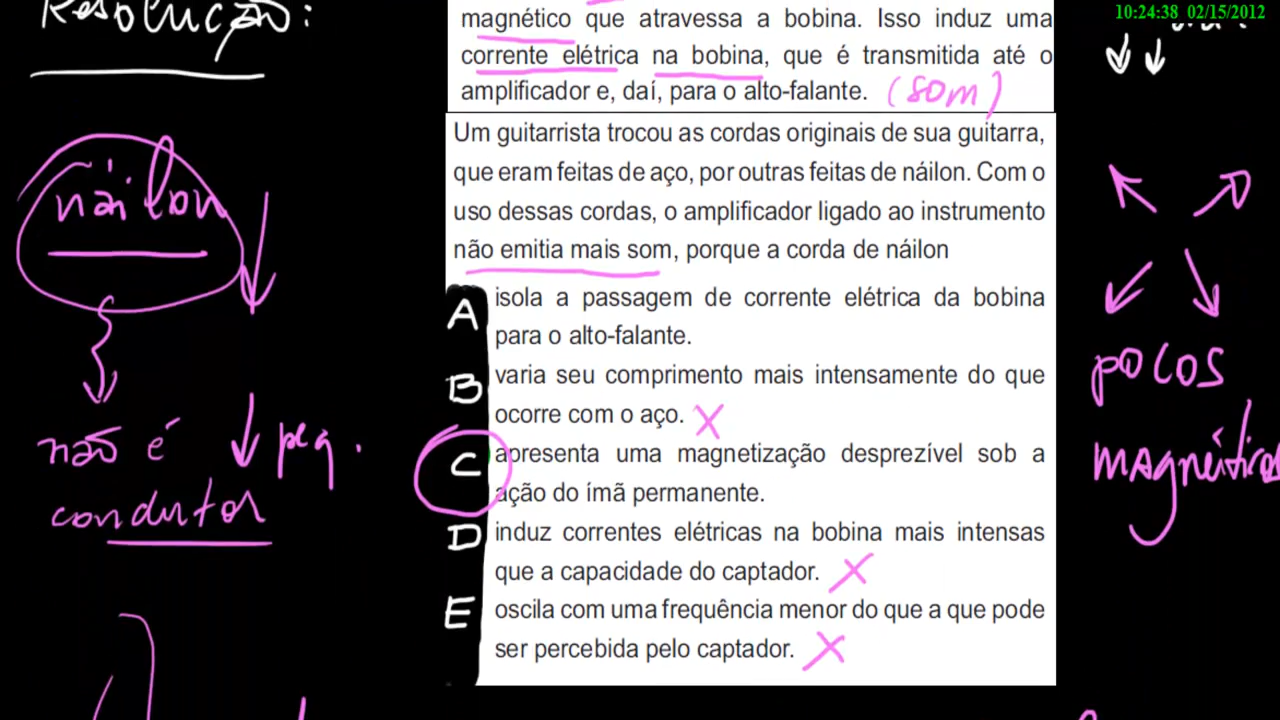 Resolução:
10:24:38 02/15/2012
magnético que atravessa a bobina. Isso induz uma
corrente elétrica na bobina, que é transmitida até o
amplificador e, daí, para o alto-falante. (som)
Um guitarrista trocou as cordas originais de sua guitarra,
que eram feitas de aço, por outras feitas de náilon. Com o
uso dessas cordas, o amplificador ligado ao instrumento
não emitia mais som, porque a corda de náilon
A isola a passagem de corrente elétrica da bobina
para o alto-falante.
B varia seu comprimento mais intensamente do que
ocorre com o aço. X
C apresenta uma magnetização desprezível sob a
ação do ímã permanente.
D induz correntes elétricas na bobina mais intensas
que a capacidade do captador. X
E oscila com uma frequência menor do que a que pode
ser percebida pelo captador. X
náilon
não é
condutor
peq.
pocos
magnéticos